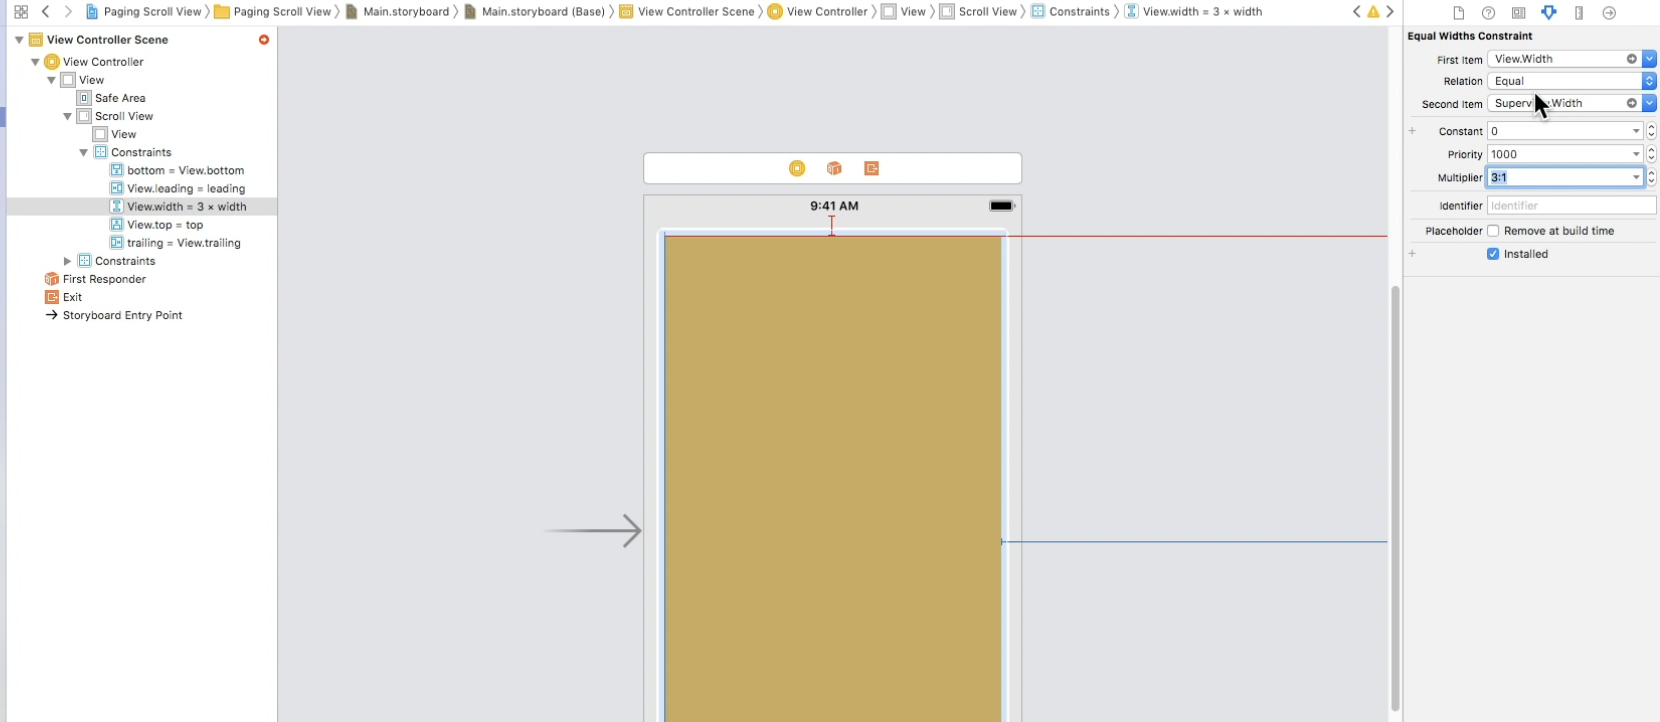 Paging Scroll View Paging Scroll View Main.storyboard Main.storyboard (Base) View Controller Scene View Controller View Scroll View Constraints View.width = 3 × width
View Controller Scene
View Controller
View
Safe Area
Scroll View
View
Constraints
bottom = View.bottom
View.leading = leading
View.width = 3 × width
View.top = top
trailing = View.trailing
Constraints
First Responder
Exit
Storyboard Entry Point
9:41 AM
Equal Widths Constraint
First Item View.Width
Relation Equal
Second Item Width
Constant 0
Priority 1000
Multiplier 3:1
Identifier Identifier
Placeholder Remove at build time
Installed